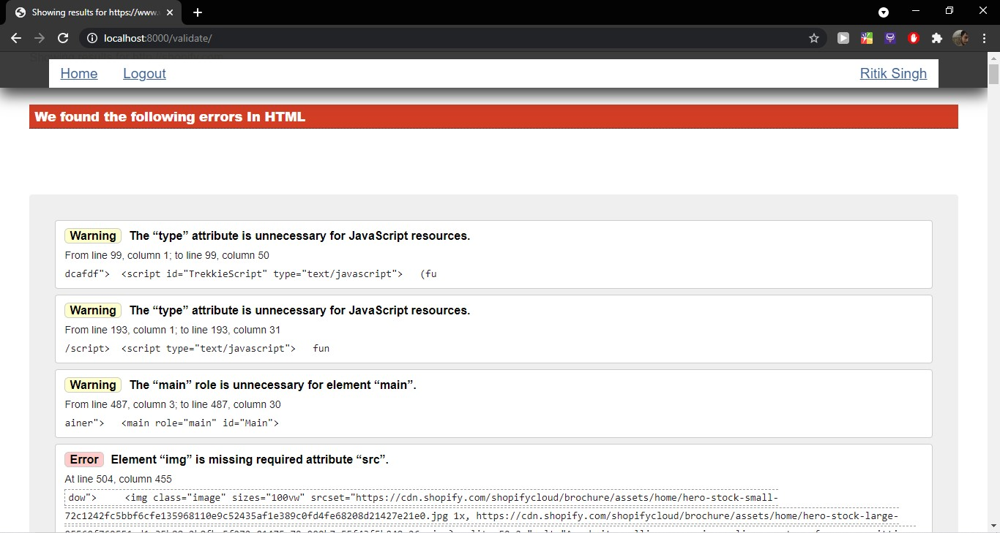 Showing results for https://www.
localhost:8000/validate/
Home Logout Ritik Singh
We found the following errors In HTML
Warning The “type” attribute is unnecessary for JavaScript resources.
From line 99, column 1; to line 99, column 50
dcafdf"> <script id="TrekkieScript" type="text/javascript"> (fu
Warning The “type” attribute is unnecessary for JavaScript resources.
From line 193, column 1; to line 193, column 31
/script> <script type="text/javascript"> fun
Warning The “main” role is unnecessary for element “main”.
From line 487, column 3; to line 487, column 30
ainer"> <main role="main" id="Main">
Error Element “img” is missing required attribute “src”.
At line 504, column 455
dow"> <img class="image" sizes="100vw" srcset="https://cdn.shopify.com/shopifycloud/brochure/assets/home/hero-stock-small-
72c1242fc5bbf6cfe135968110e9c52435af1e389c0fd4fe68208d21427e21e0.jpg 1x, https://cdn.shopify.com/shopifycloud/brochure/assets/home/hero-stock-large-